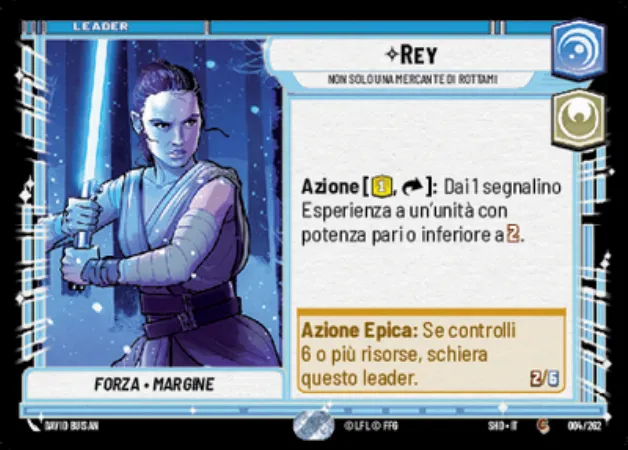 LEADER
REY
NON SOLO UNA MERCANTE DI ROTTAMI
Azione [1, ]: Dai 1 segnalino
Esperienza a un'unità con
potenza pari o inferiore a 2.
Azione Epica: Se controlli
6 o più risorse, schiera
questo leader. 2/6
FORZA • MARGINE
DAVID BUISAN © LFL © FFG SHD • IT 004/262